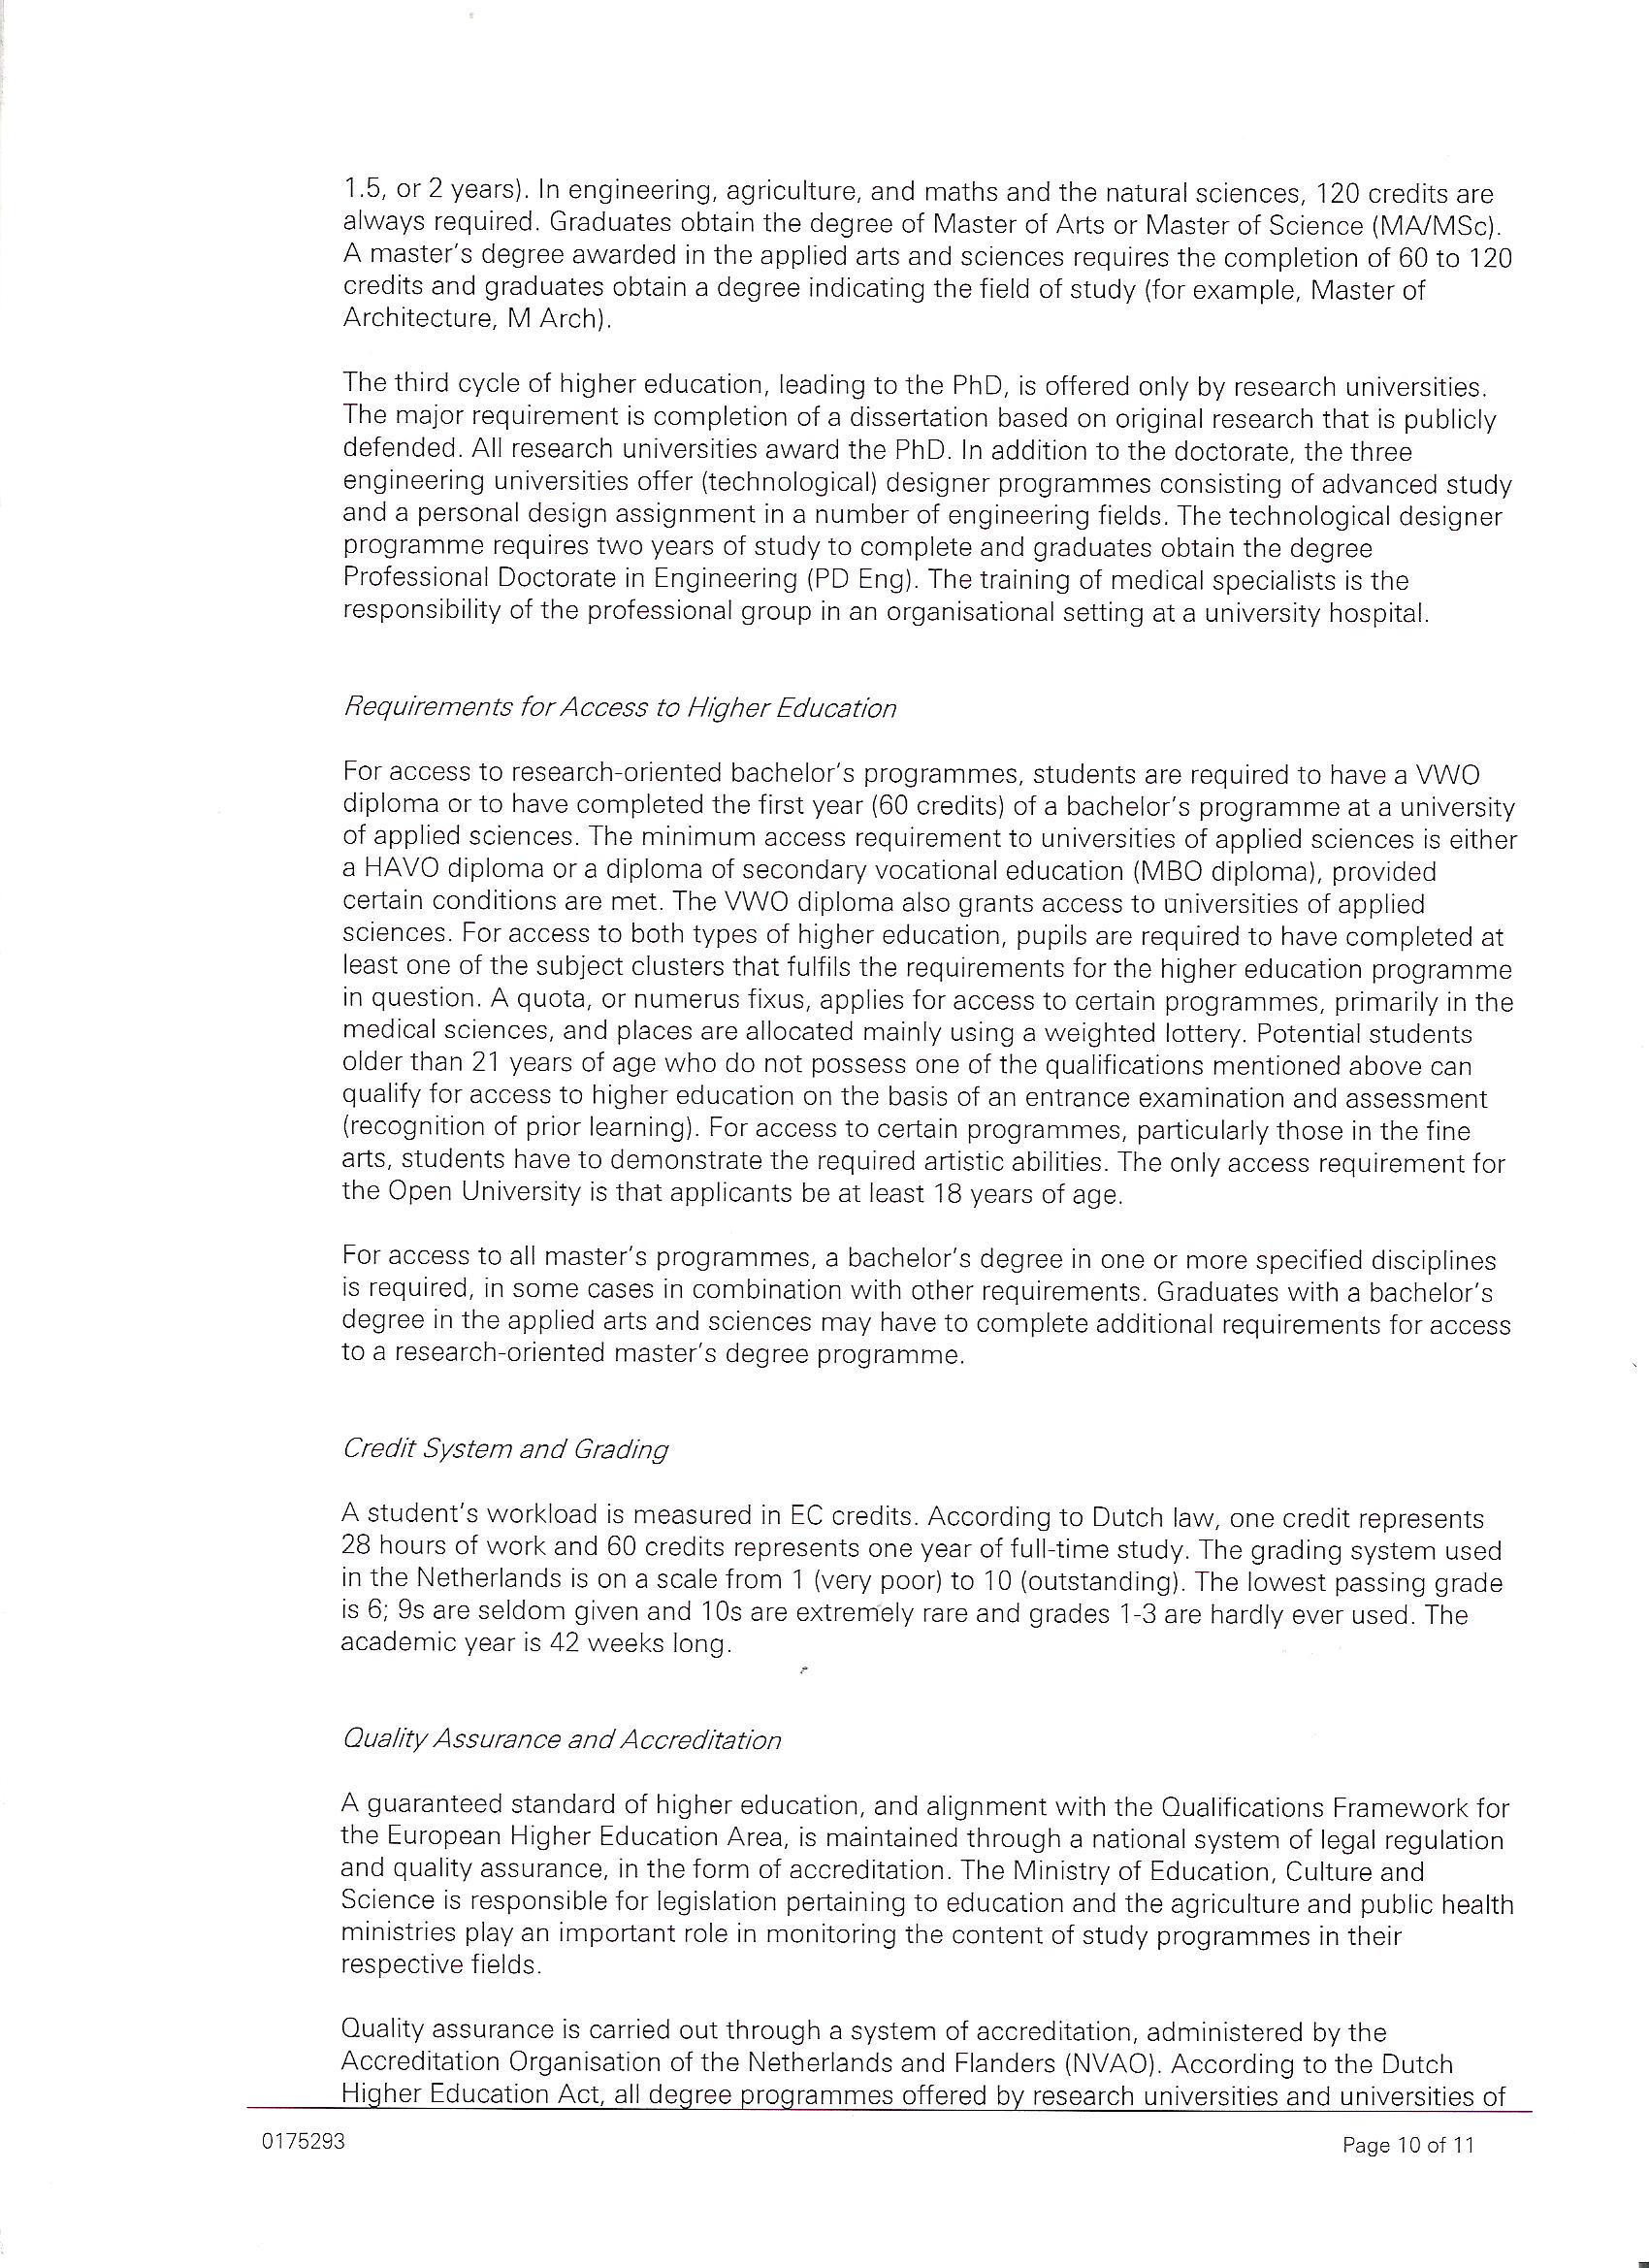 1.5, or 2 years). In engineering, agriculture, and maths and the natural sciences, 120 credits are
always required. Graduates obtain the degree of Master of Arts or Master of Science (MA/MSc).
A master's degree awarded in the applied arts and sciences requires the completion of 60 to 120
credits and graduates obtain a degree indicating the field of study (for example, Master of
Architecture, M Arch).
The third cycle of higher education, leading to the PhD, is offered only by research universities.
The major requirement is completion of a dissertation based on original research that is publicly
defended. All research universities award the PhD. In addition to the doctorate, the three
engineering universities offer (technological) designer programmes consisting of advanced study
and a personal design assignment in a number of engineering fields. The technological designer
programme requires two years of study to complete and graduates obtain the degree
Professional Doctorate in Engineering (PD Eng). The training of medical specialists is the
responsibility of the professional group in an organisational setting at a university hospital.
Requirements for Access to Higher Education
For access to research-oriented bachelor's programmes, students are required to have a VWO
diploma or to have completed the first year (60 credits) of a bachelor's programme at a university
of applied sciences. The minimum access requirement to universities of applied sciences is either
a HAVO diploma or a diploma of secondary vocational education (MBO diploma), provided
certain conditions are met. The VWO diploma also grants access to universities of applied
sciences. For access to both types of higher education, pupils are required to have completed at
least one of the subject clusters that fulfils the requirements for the higher education programme
in question. A quota, or numerus fixus, applies for access to certain programmes, primarily in the
medical sciences, and places are allocated mainly using a weighted lottery. Potential students
older than 21 years of age who do not possess one of the qualifications mentioned above can
qualify for access to higher education on the basis of an entrance examination and assessment
(recognition of prior learning). For access to certain programmes, particularly those in the fine
arts, students have to demonstrate the required artistic abilities. The only access requirement for
the Open University is that applicants be at least 18 years of age.
For access to all master's programmes, a bachelor's degree in one or more specified disciplines
is required, in some cases in combination with other requirements. Graduates with a bachelor's
degree in the applied arts and sciences may have to complete additional requirements for access
to a research-oriented master's degree programme.
Credit System and Grading
A student's workload is measured in EC credits. According to Dutch law, one credit represents
28 hours of work and 60 credits represents one year of full-time study. The grading system used
in the Netherlands is on a scale from 1 (very poor) to 10 (outstanding). The lowest passing grade
is 6; 9s are seldom given and 10s are extremely rare and grades 1-3 are hardly ever used. The
academic year is 42 weeks long.
Quality Assurance and Accreditation
A guaranteed standard of higher education, and alignment with the Qualifications Framework for
the European Higher Education Area, is maintained through a national system of legal regulation
and quality assurance, in the form of accreditation. The Ministry of Education, Culture and
Science is responsible for legislation pertaining to education and the agriculture and public health
ministries play an important role in monitoring the content of study programmes in their
respective fields.
Quality assurance is carried out through a system of accreditation, administered by the
Accreditation Organisation of the Netherlands and Flanders (NVAO). According to the Dutch
Higher Education Act, all degree programmes offered by research universities and universities of
0175293
Page 10 of 11